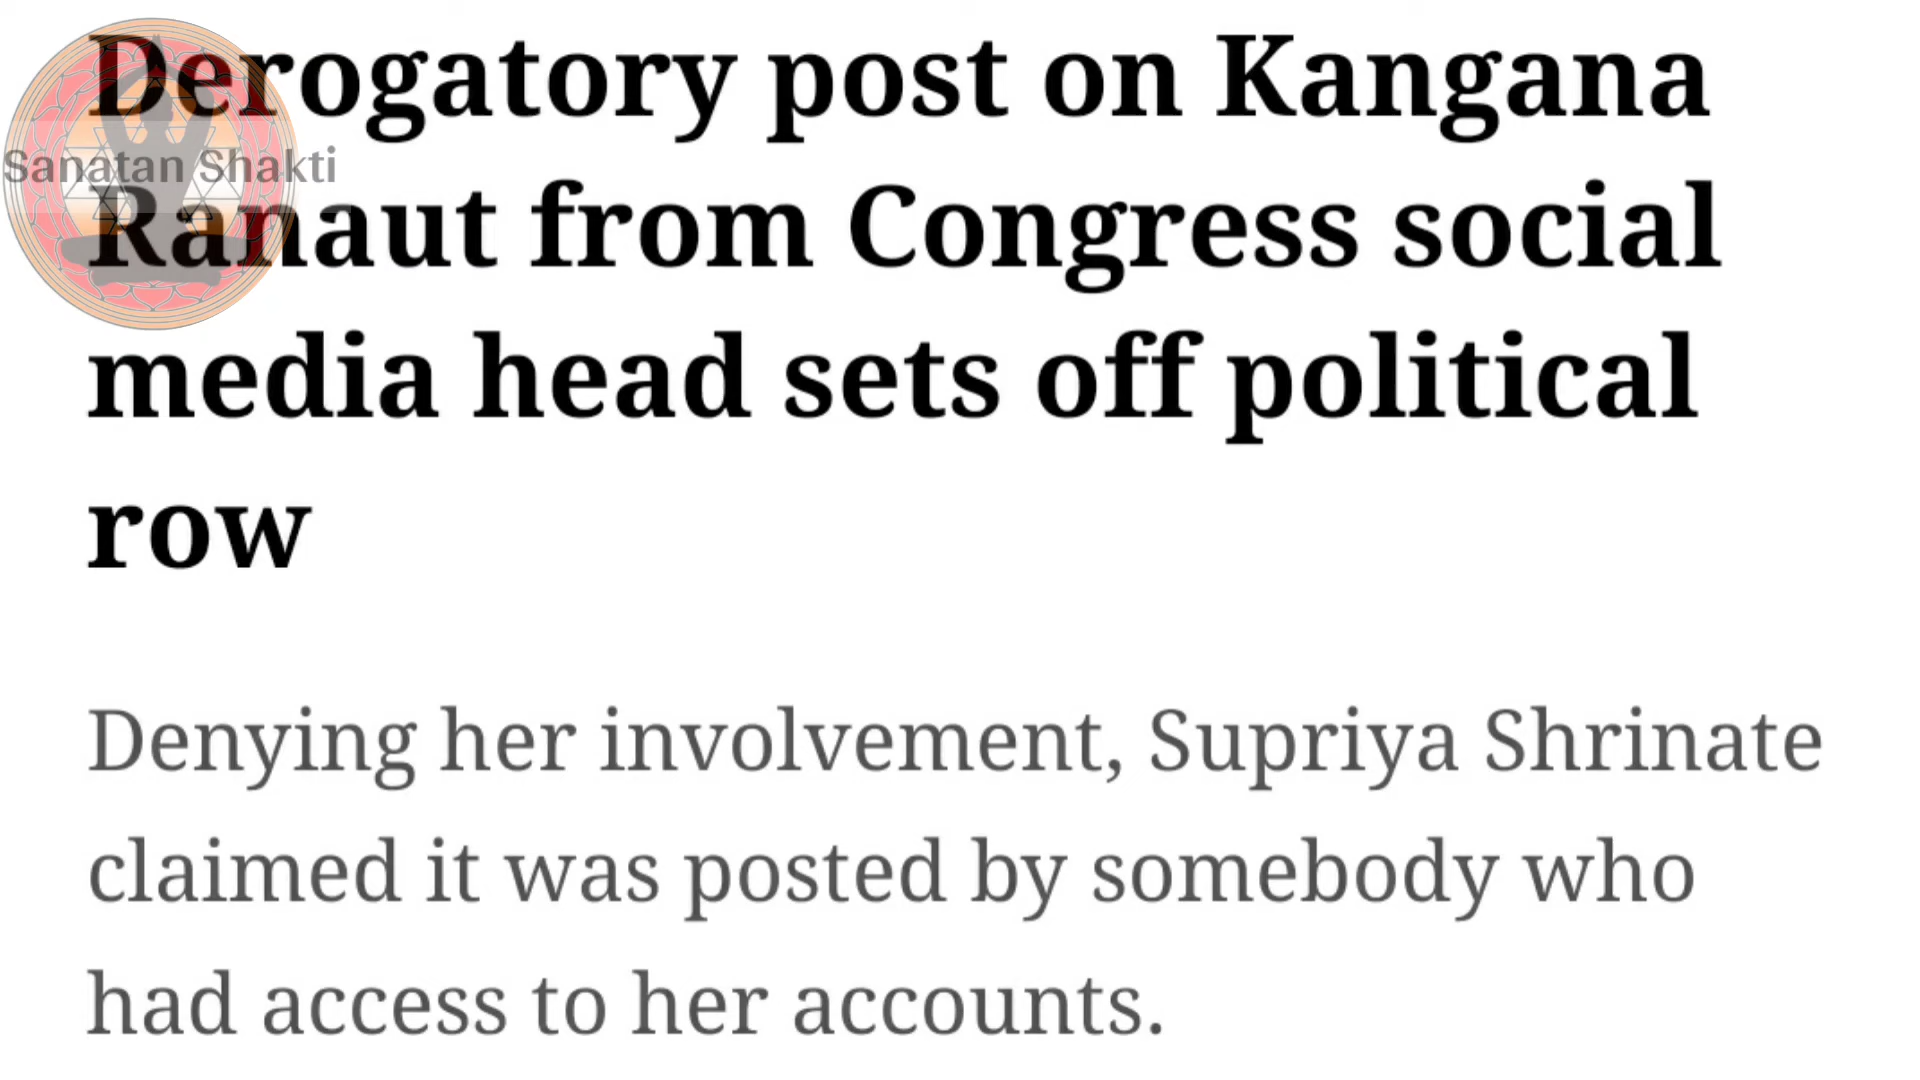 Derogatory post on Kangana
Sanatan Shakti
Ranaut from Congress social
media head sets off political
row
Denying her involvement, Supriya Shrinate
claimed it was posted by somebody who
had access to her accounts.